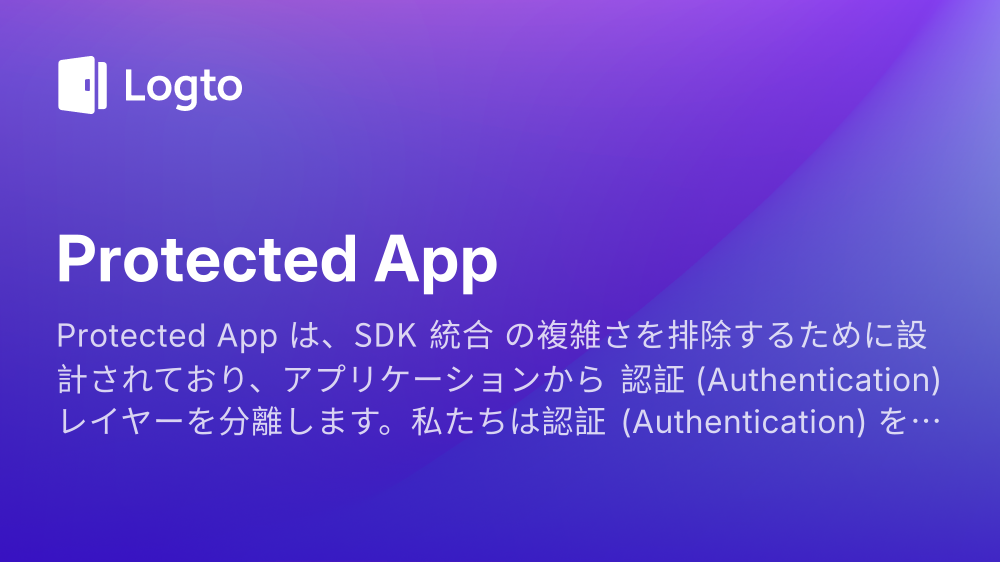 Logto
Protected App
Protected App は、SDK 統合 の複雑さを排除するために設
計されており、アプリケーションから 認証 (Authentication)
レイヤーを分離します。私たちは認証 (Authentication) を…